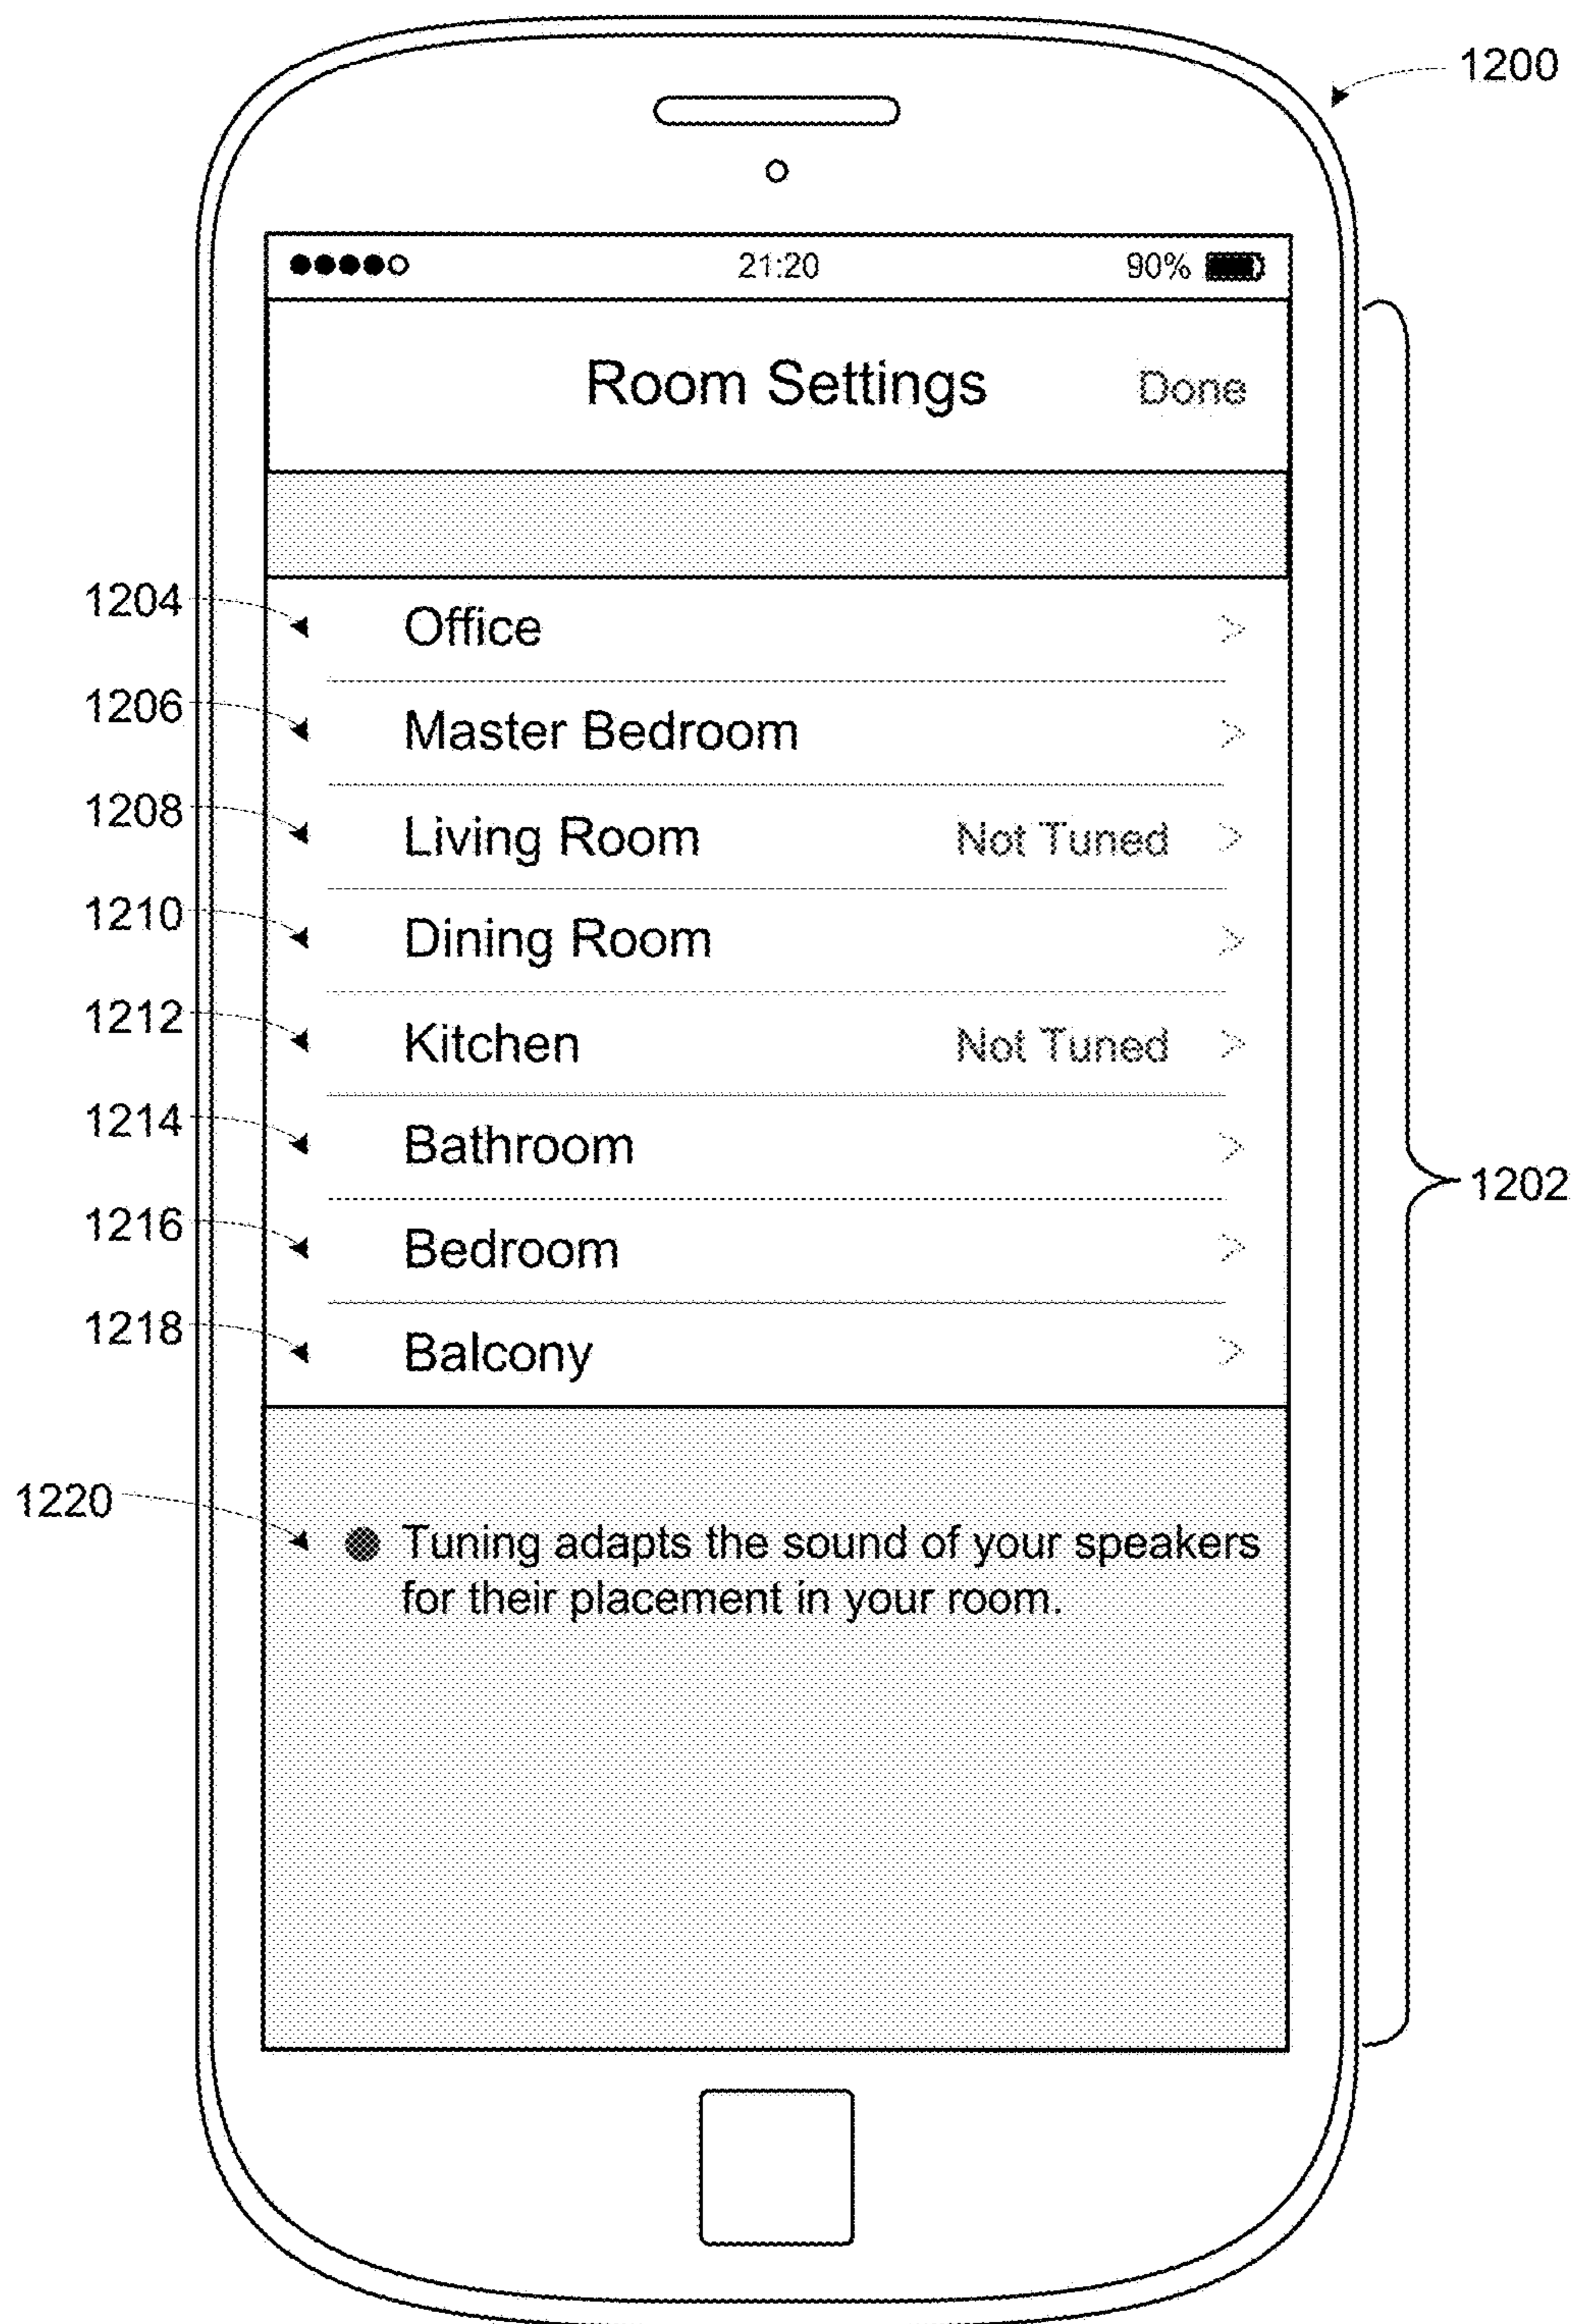 1200
21:20 90%
Room Settings Done
1204 Office >
1206 Master Bedroom >
1208 Living Room Not Tuned >
1210 Dining Room >
1212 Kitchen Not Tuned >
1214 Bathroom >
1202
1216 Bedroom >
1218 Balcony >
1220 Tuning adapts the sound of your speakers
for their placement in your room.